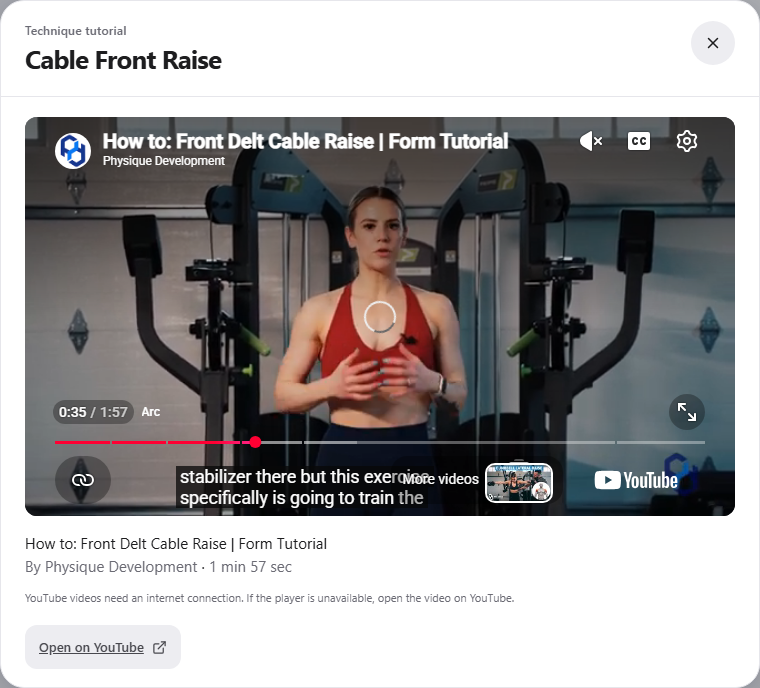 Technique tutorial
Cable Front Raise
How to: Front Delt Cable Raise | Form Tutorial
Physique Development
CC
0:35 / 1:57 Arc
stabilizer there but this exercise
specifically is going to train the
More videos
YouTube
How to: Front Delt Cable Raise | Form Tutorial
By Physique Development · 1 min 57 sec
YouTube videos need an internet connection. If the player is unavailable, open the video on YouTube.
Open on YouTube